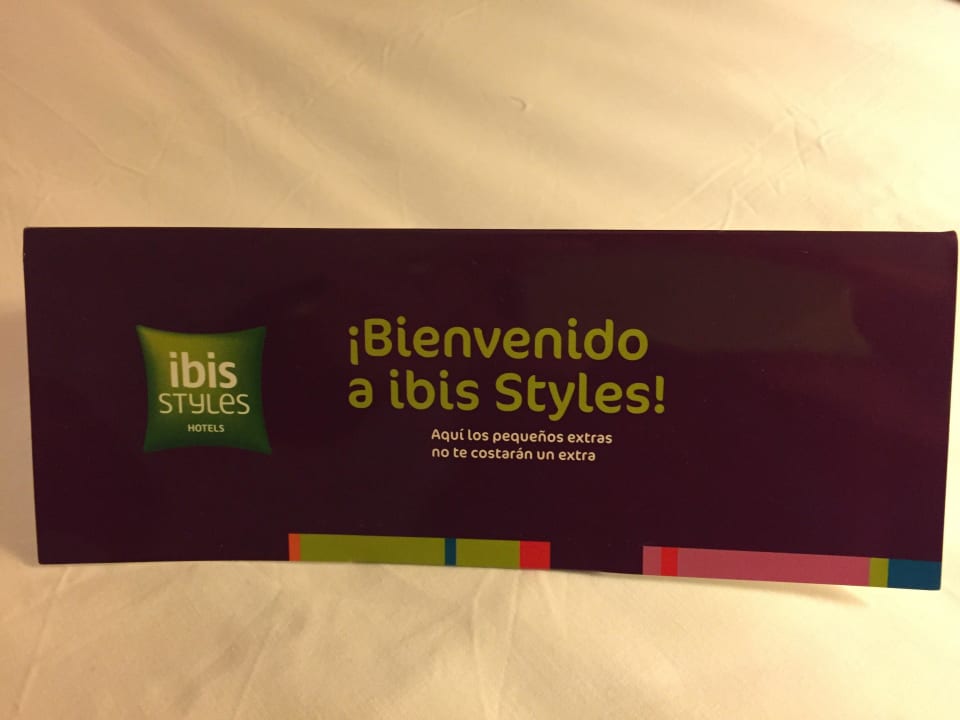 ibis
STYLES
HOTELS
¡Bienvenido
a ibis Styles!
Aquí los pequeños extras
no te costarán un extra